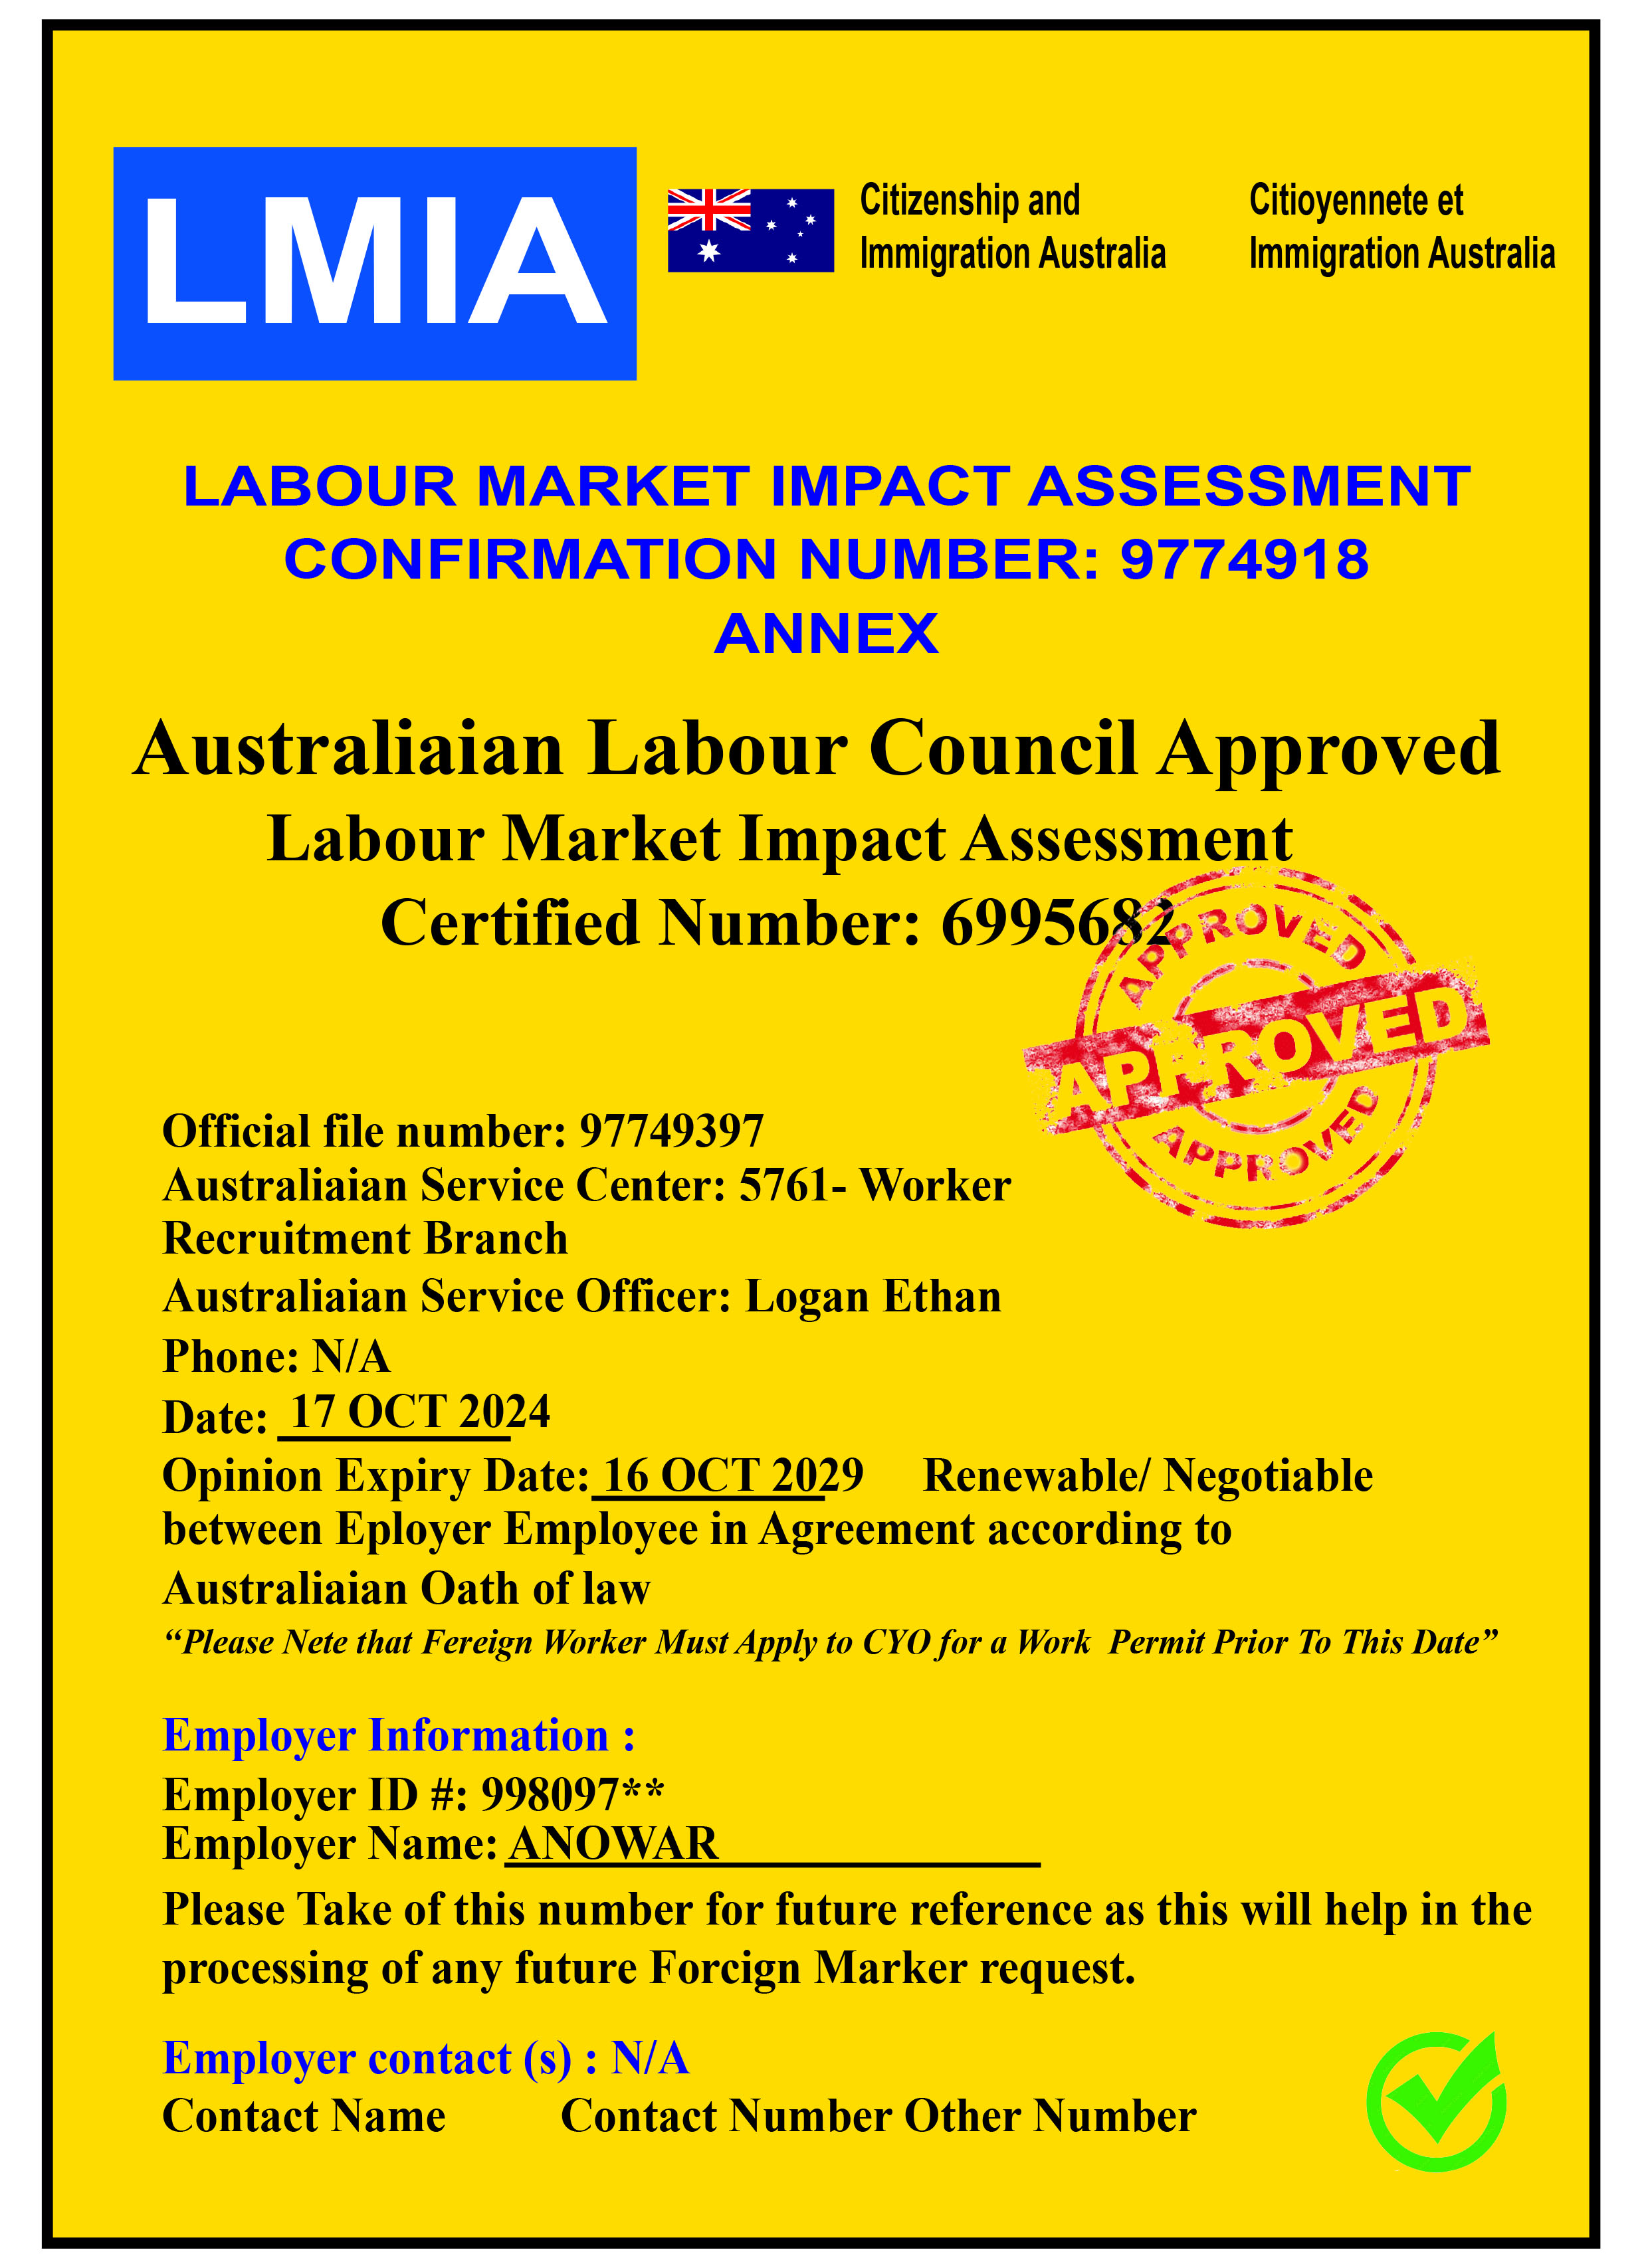 LMIA
Citizenship and
Immigration Australia
Citioyennete et
Immigration Australia
LABOUR MARKET IMPACT ASSESSMENT
CONFIRMATION NUMBER: 9774918
ANNEX
Australiaian Labour Council Approved
Labour Market Impact Assessment
Certified Number: 6995682
APPROVED
APPROVED
APPROVED
Official file number: 97749397
Australiaian Service Center: 5761- Worker
Recruitment Branch
Australiaian Service Officer: Logan Ethan
Phone: N/A
Date: 17 OCT 2024
Opinion Expiry Date: 16 OCT 2029 Renewable/ Negotiable
between Eployer Employee in Agreement according to
Australiaian Oath of law
“Please Nete that Fereign Worker Must Apply to CYO for a Work Permit Prior To This Date”
Employer Information :
Employer ID #: 998097**
Employer Name: ANOWAR
Please Take of this number for future reference as this will help in the
processing of any future Forcign Marker request.
Employer contact (s) : N/A
Contact Name Contact Number Other Number